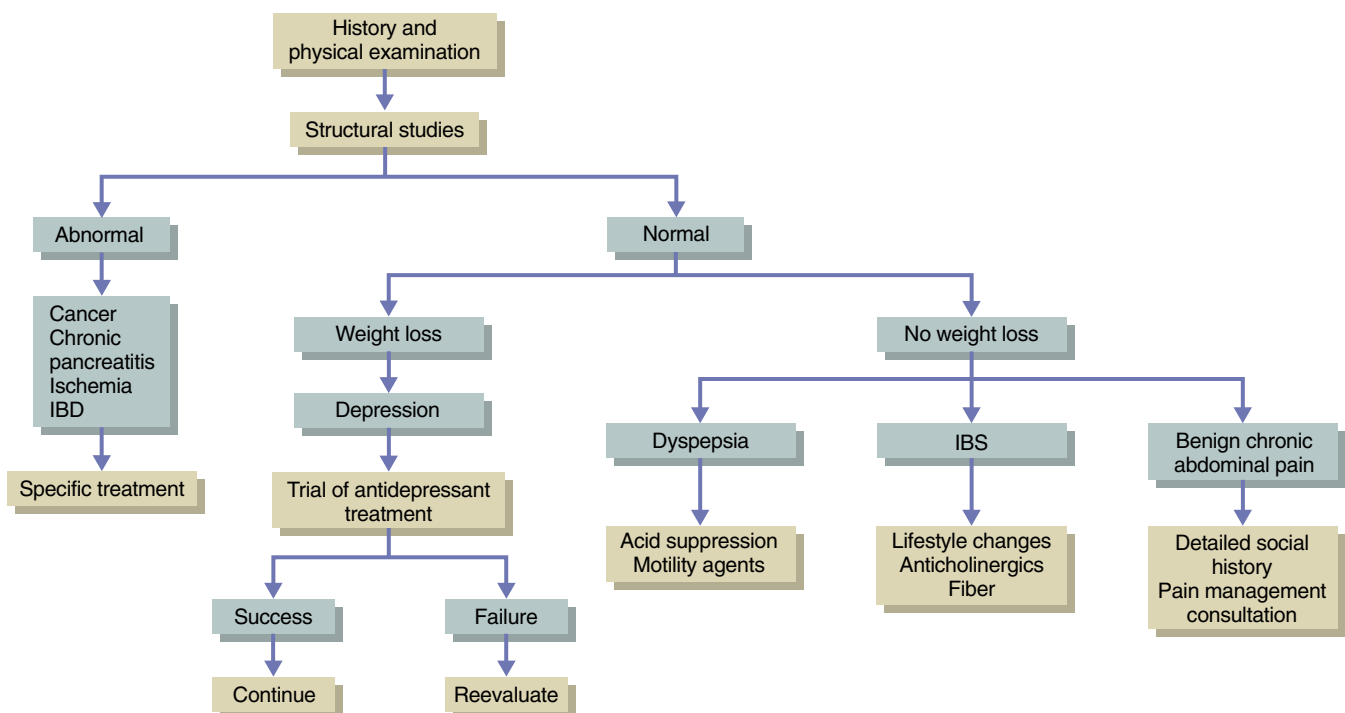 History and
physical examination
Structural studies
Abnormal
Normal
Cancer
Chronic
pancreatitis
Ischemia
IBD
Weight loss
No weight loss
Depression
Dyspepsia
IBS
Benign chronic
abdominal pain
Specific treatment
Trial of antidepressant
treatment
Acid suppression
Motility agents
Lifestyle changes
Anticholinergics
Fiber
Detailed social
history
Pain management
consultation
Success
Failure
Continue
Reevaluate